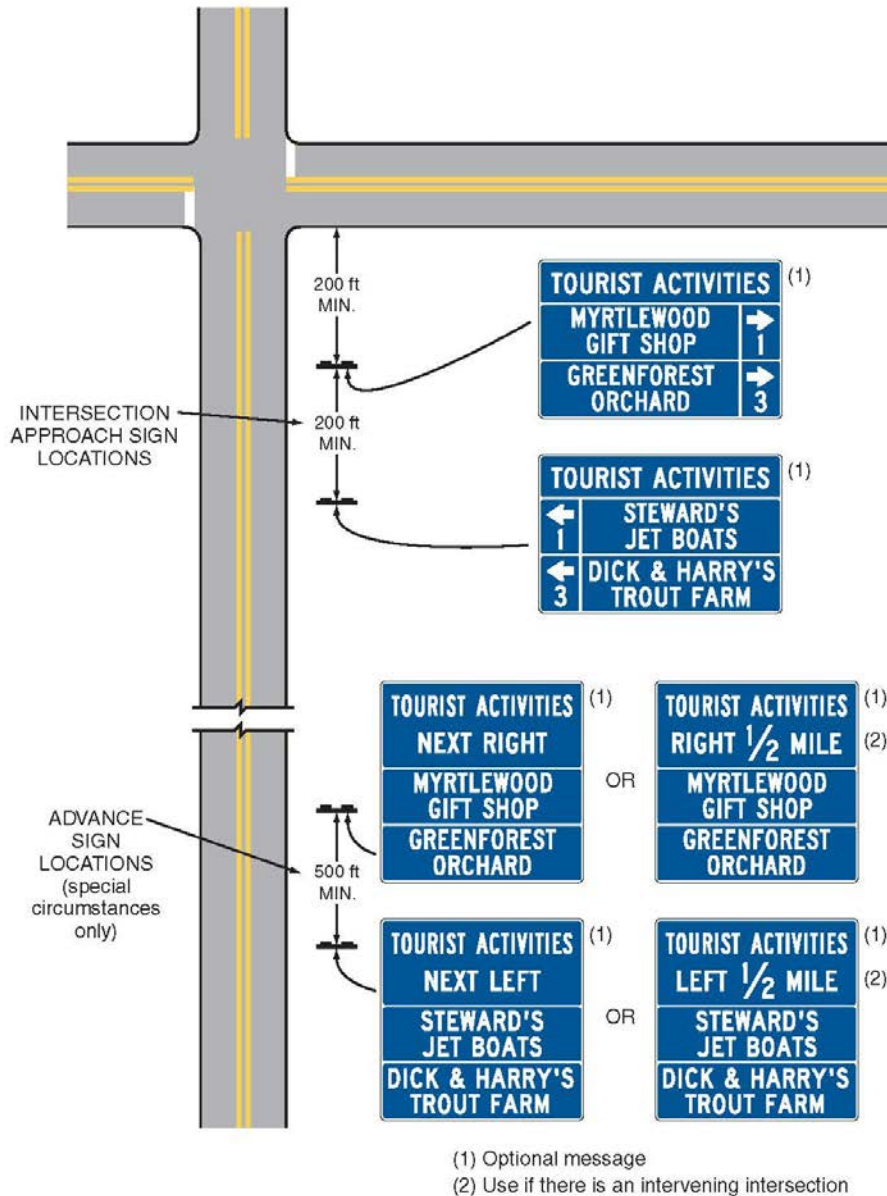 200 ft
MIN.
TOURIST ACTIVITIES (1)
MYRTLEWOOD
GIFT SHOP
1
GREENFOREST
ORCHARD
3
INTERSECTION
APPROACH SIGN
LOCATIONS
200 ft
MIN.
TOURIST ACTIVITIES (1)
1
STEWARD'S
JET BOATS
3
DICK & HARRY'S
TROUT FARM
TOURIST ACTIVITIES (1)
NEXT RIGHT
MYRTLEWOOD
GIFT SHOP
GREENFOREST
ORCHARD
OR
TOURIST ACTIVITIES (1)
RIGHT 1/2 MILE (2)
MYRTLEWOOD
GIFT SHOP
GREENFOREST
ORCHARD
ADVANCE
SIGN
LOCATIONS
(special
circumstances
only)
500 ft
MIN.
TOURIST ACTIVITIES (1)
NEXT LEFT
STEWARD'S
JET BOATS
DICK & HARRY'S
TROUT FARM
OR
TOURIST ACTIVITIES (1)
LEFT 1/2 MILE (2)
STEWARD'S
JET BOATS
DICK & HARRY'S
TROUT FARM
(1) Optional message
(2) Use if there is an intervening intersection